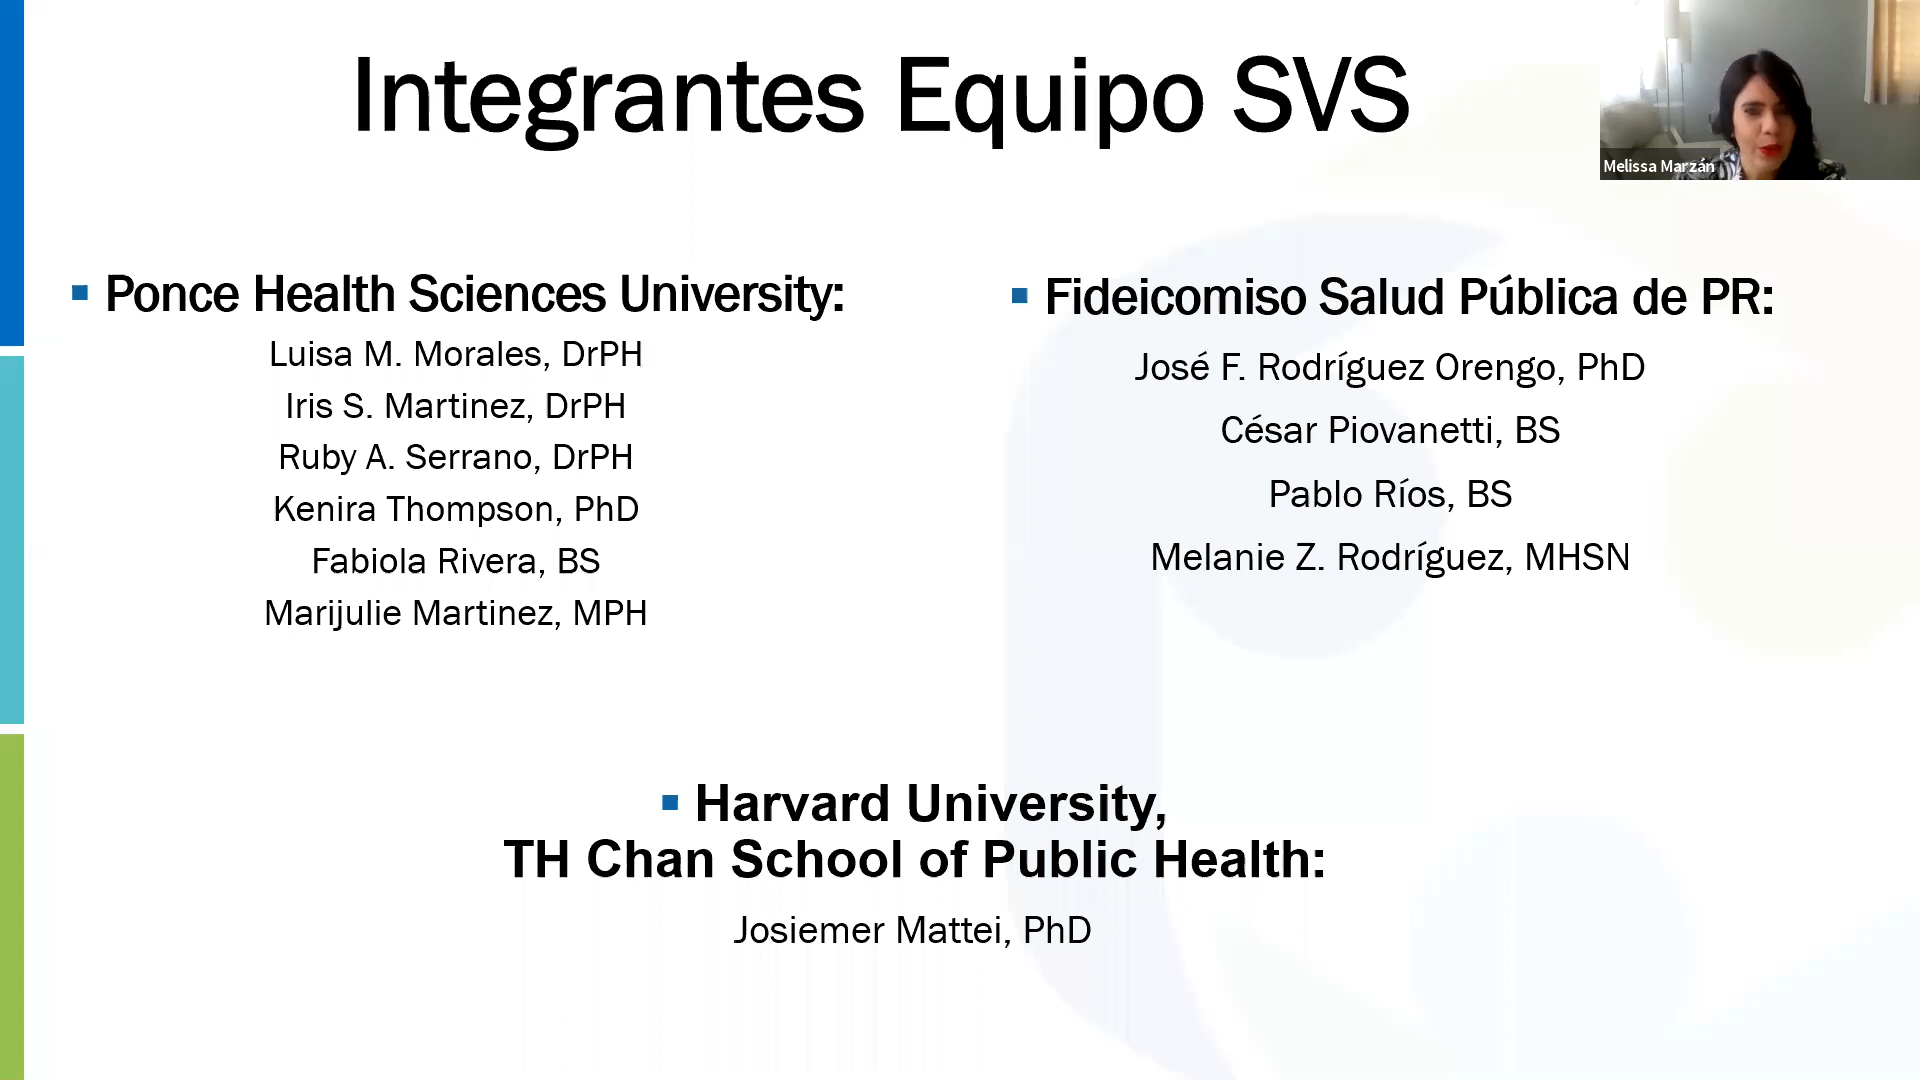 Integrantes Equipo SVS
Melissa Marzán
Ponce Health Sciences University:
Luisa M. Morales, DrPH
Iris S. Martinez, DrPH
Ruby A. Serrano, DrPH
Kenira Thompson, PhD
Fabiola Rivera, BS
Marijulie Martinez, MPH
Fideicomiso Salud Pública de PR:
José F. Rodríguez Orengo, PhD
César Piovanetti, BS
Pablo Ríos, BS
Melanie Z. Rodríguez, MHSN
Harvard University,
TH Chan School of Public Health:
Josiemer Mattei, PhD